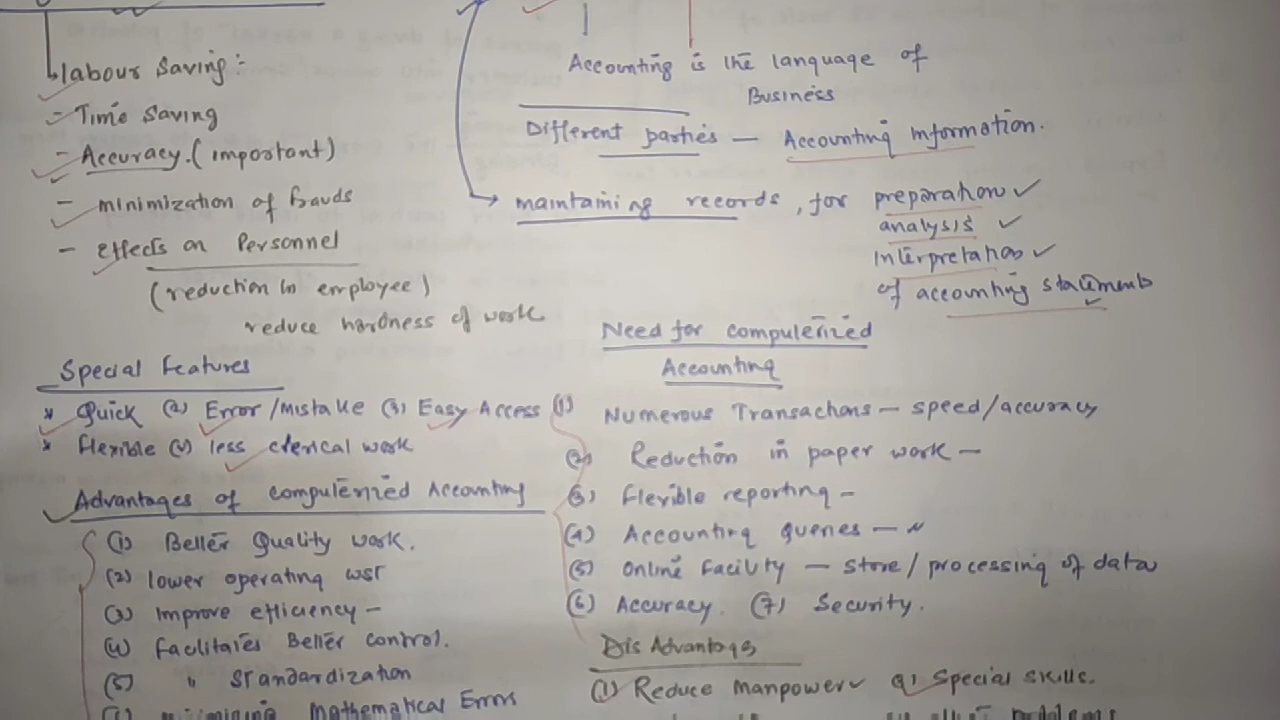 labour saving :-
- Time saving
- Accuracy. (important)
- minimization of frauds
- Effects on Personnel
(reduction in employee)
reduce hardness of work
Special Features
* Quick (2) Error/Mistake (3) Easy Access
* Flexible (5) less clerical work
Advantages of computerized Accounting
(1) Better Quality work.
(2) lower operating cost
(3) Improve efficiency -
(4) Facilitates Better control.
(5) " Standardization
Mathematical Errors
Accounting is the language of
Business
Different parties — Accounting Information.
maintaining records, for preparation ✓
analysis ✓
Interpretation ✓
of accounting statements
Need for computerized
Accounting
(1) Numerous Transactions — speed/accuracy
(2) Reduction in paper work —
(3) Flexible reporting -
(4) Accounting queries —
(5) Online Facility — store/processing of data
(6) Accuracy. (7) Security.
Dis Advantages
(1) Reduce Manpower Special skills.
problems